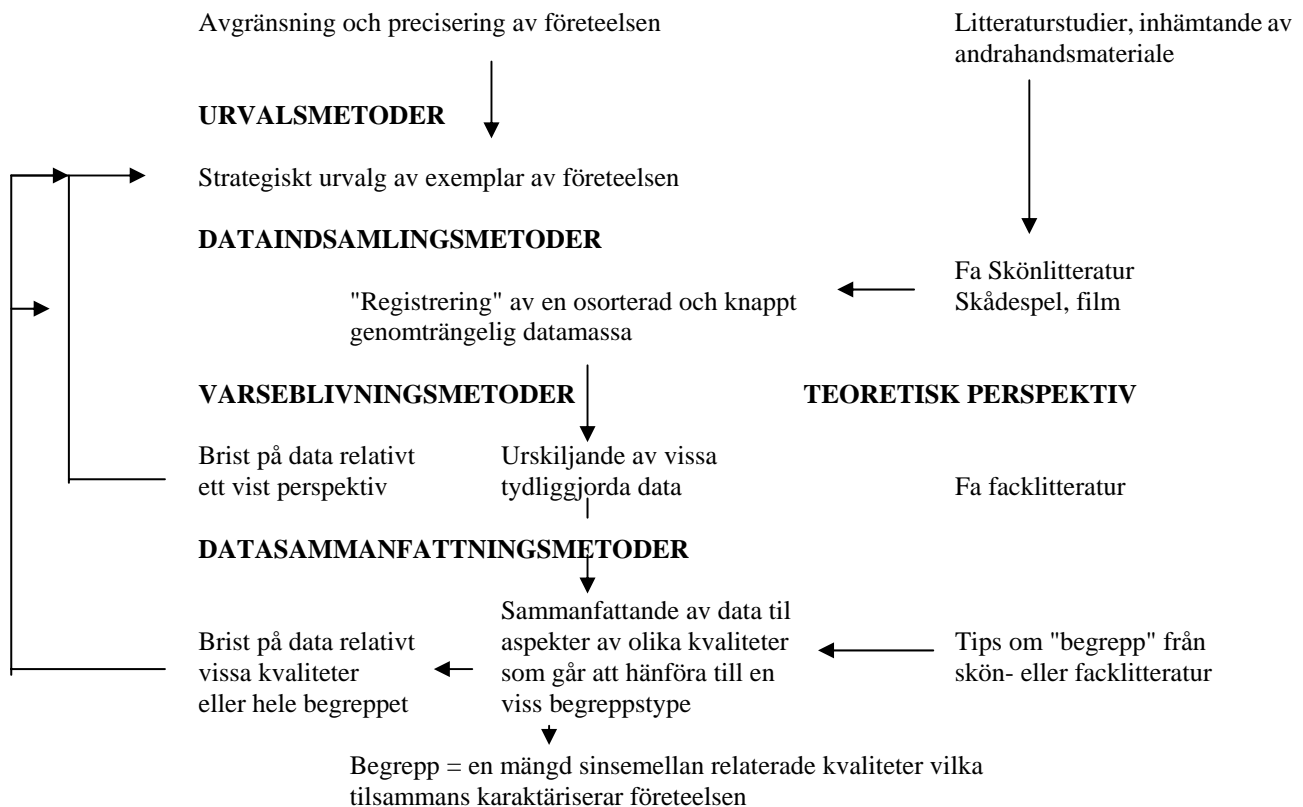 Avgränsning och precisering av företeelsen
Litteraturstudier, inhämtande av
andrahandsmateriale
URVALSMETODER
Strategiskt urvalg av exemplar av företeelsen
DATAINDSAMLINGSMETODER
"Registrering" av en osorterad och knappt
genomträngelig datamassa
Fa Skönlitteratur
Skådespel, film
VARSEBLIVNINGSMETODER
TEORETISK PERSPEKTIV
Brist på data relativt
ett vist perspektiv
Urskiljande av vissa
tydliggjorda data
Fa facklitteratur
DATASAMMANFATTNINGSMETODER
Brist på data relativt
vissa kvaliteter
eller hele begreppet
Sammanfattande av data til
aspekter av olika kvaliteter
som går att hänföra till en
viss begreppstype
Tips om "begrepp" från
skön- eller facklitteratur
Begrepp = en mängd sinsemellan relaterade kvaliteter vilka
tilsammans karaktäriserar företeelsen